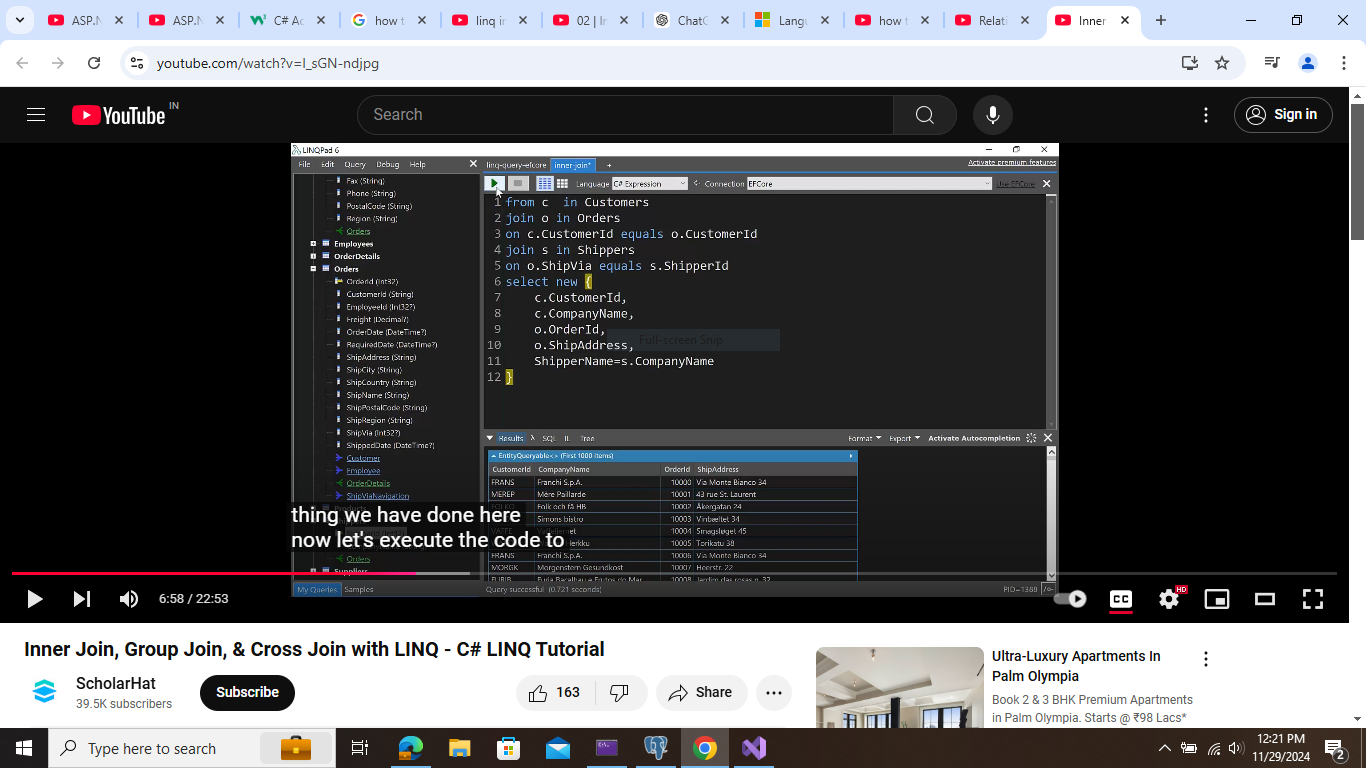 ASP.N
ASP.N
C# Ac
how t
linq in
02 | In
ChatG
Langu
how t
Relati
Inner
youtube.com/watch?v=l_sGN-ndjpg
YouTube IN
Search
Sign in
LINQPad 6
File Edit Query Debug Help
linq-query-efcore inner-join* +
Activate premium features
Language C# Expression Connection EFCore
Use EFCore
Fax (String)
Phone (String)
PostalCode (String)
Region (String)
Orders
Employees
OrderDetails
Orders
OrderId (Int32)
CustomerId (String)
EmployeeId (Int32?)
Freight (Decimal?)
OrderDate (DateTime?)
RequiredDate (DateTime?)
ShipAddress (String)
ShipCity (String)
ShipCountry (String)
ShipName (String)
ShipPostalCode (String)
ShipRegion (String)
ShipVia (Int32?)
ShippedDate (DateTime?)
Customer
Employee
OrderDetails
ShipViaNavigation
Orders
Suppliers
My Queries Samples
1 from c in Customers
2 join o in Orders
3 on c.CustomerId equals o.CustomerId
4 join s in Shippers
5 on o.ShipVia equals s.ShipperId
6 select new {
7 c.CustomerId,
8 c.CompanyName,
9 o.OrderId,
10 o.ShipAddress,
11 ShipperName=s.CompanyName
12 }
Full-screen Snip
Results λ SQL IL Tree
Format Export Activate Autocompletion
EntityQueryable<> (First 1000 items)
CustomerId CompanyName OrderId ShipAddress
FRANS Franchi S.p.A. 10000 Via Monte Bianco 34
MEREP Mère Paillarde 10001 43 rue St. Laurent
Folk och fä HB 10002 Åkergatan 24
Simons bistro 10003 Vinbæltet 34
10004 Smagsløget 45
10005 Torikatu 38
FRANS Franchi S.p.A. 10006 Via Monte Bianco 34
MORGK Morgenstern Gesundkost 10007 Heerstr. 22
FURIB Furia Bacalhau e Frutos do Mar 10008 Jardim das rosas n. 32
Query successful (0.721 seconds)
PID=1388
thing we have done here
now let's execute the code to
6:58 / 22:53
CC
HD
Inner Join, Group Join, & Cross Join with LINQ - C# LINQ Tutorial
ScholarHat
39.5K subscribers
Subscribe
163
Share
Ultra-Luxury Apartments In
Palm Olympia
Book 2 & 3 BHK Premium Apartments
in Palm Olympia. Starts @ ₹98 Lacs*
Type here to search
12:21 PM
11/29/2024
2